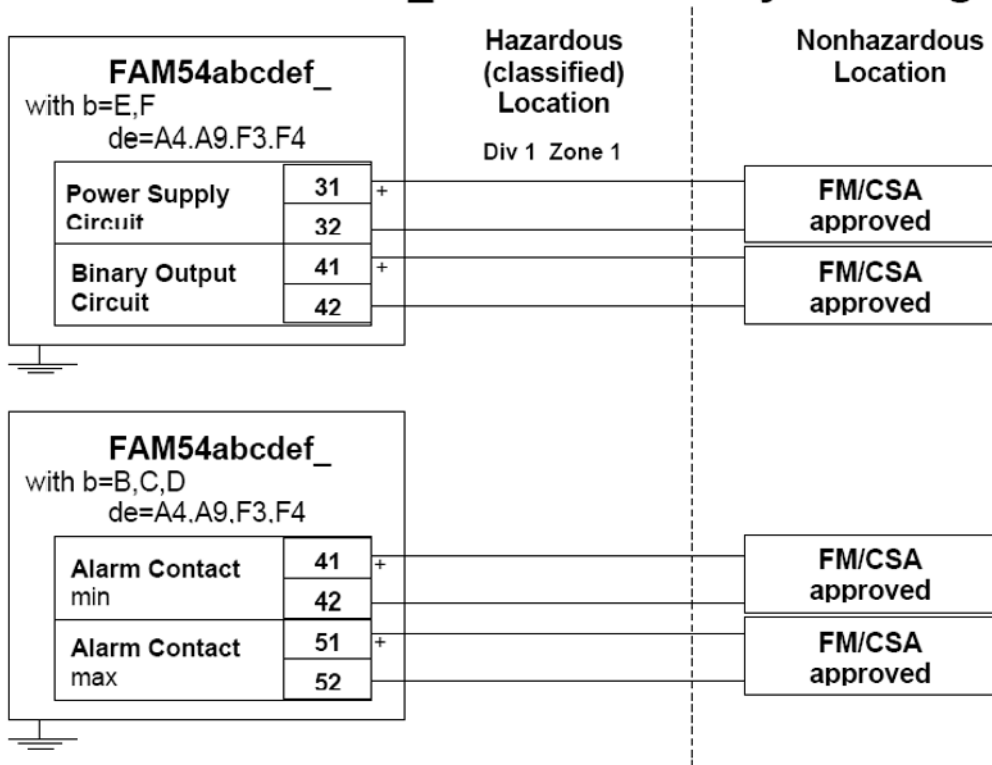 Hazardous
(classified)
Location
Nonhazardous
Location
Div 1 Zone 1
FAM54abcdef_
with b=E,F
de=A4.A9.F3.F4
Power Supply
Circuit
31
+
32
Binary Output
Circuit
41
+
42
FM/CSA
approved
FM/CSA
approved
FAM54abcdef_
with b=B,C,D
de=A4.A9,F3,F4
Alarm Contact
min
41
+
42
Alarm Contact
max
51
+
52
FM/CSA
approved
FM/CSA
approved